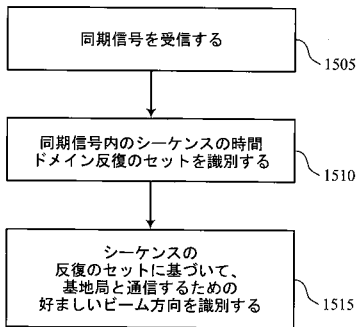 同期信号を受信する
1505
同期信号内のシーケンスの時間
ドメイン反復のセットを識別する
1510
シーケンスの
反復のセットに基づいて、
基地局と通信するための
好ましいビーム方向を識別する
1515